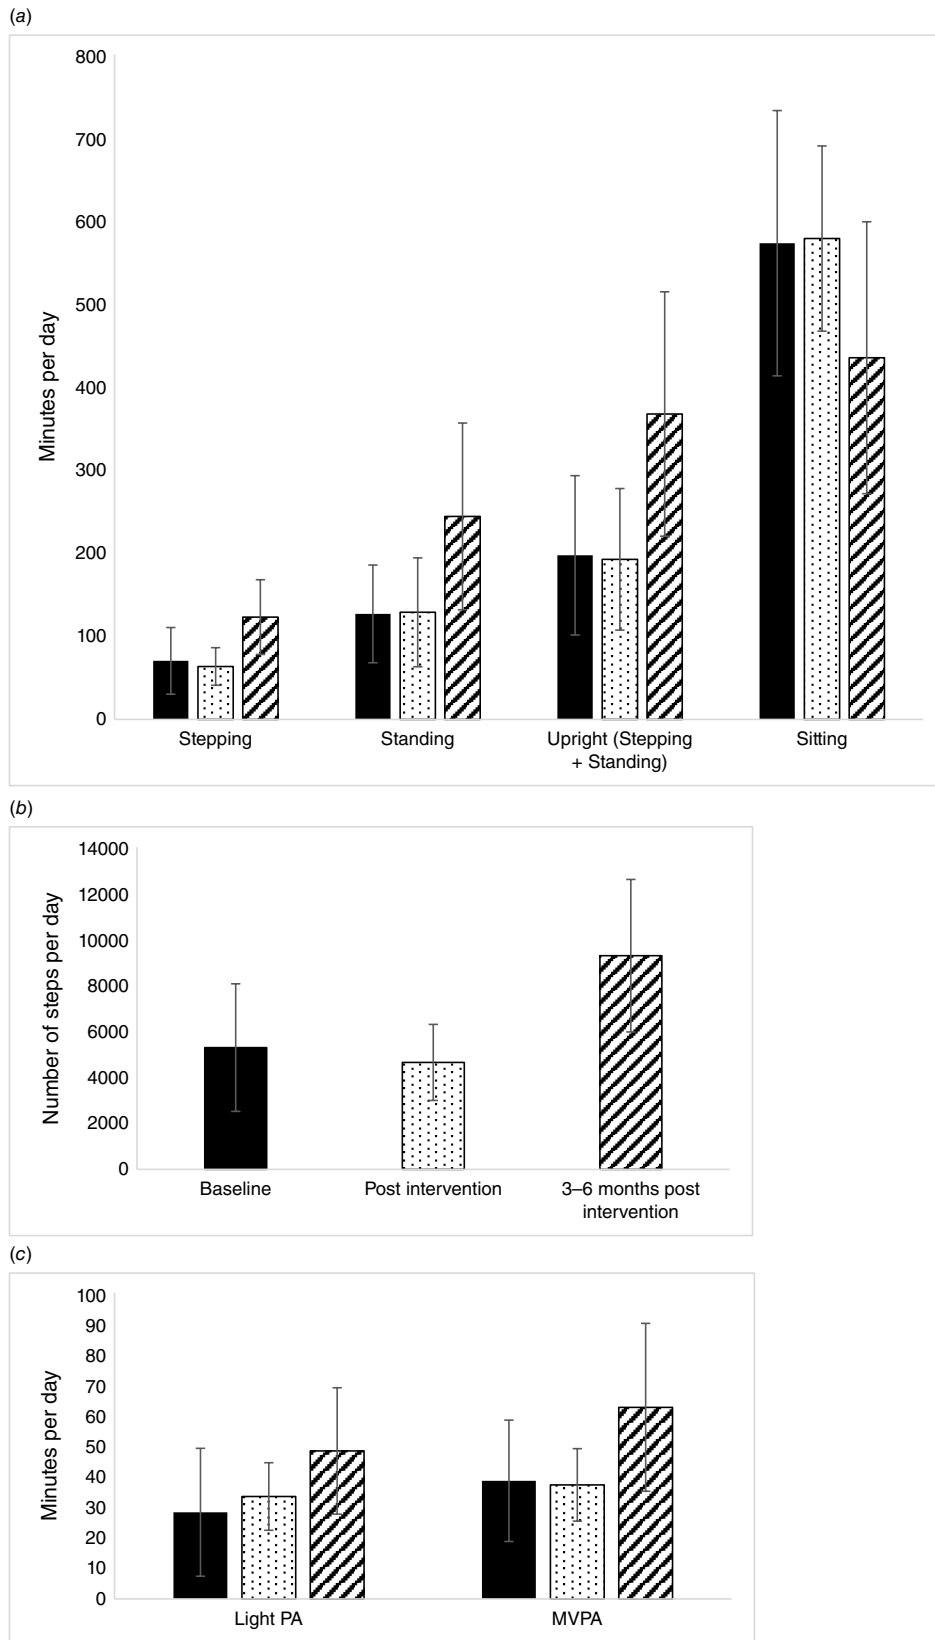 (a)
800
700
600
500
400
300
200
100
0
Minutes per day
Stepping
Standing
Upright (Stepping
+ Standing)
Sitting
(b)
14000
12000
10000
8000
6000
4000
2000
0
Number of steps per day
Baseline
Post intervention
3–6 months post
intervention
(c)
100
90
80
70
60
50
40
30
20
10
0
Minutes per day
Light PA
MVPA